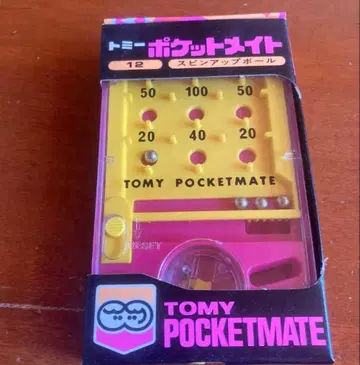 トミー ポケットメイト
12 スピンアップボール
50 100 50
20 40 20
TOMY POCKETMATE
RESET
TOMY
POCKETMATE